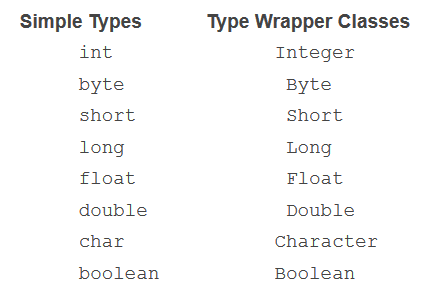 Simple Types Type Wrapper Classes
int Integer
byte Byte
short Short
long Long
float Float
double Double
char Character
boolean Boolean